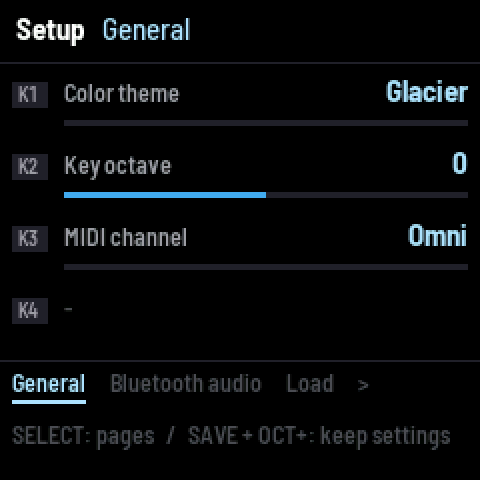 Setup General
K1 Color theme Glacier
K2 Key octave 0
K3 MIDI channel Omni
K4 -
General Bluetooth audio Load >
SELECT: pages / SAVE + OCT+: keep settings